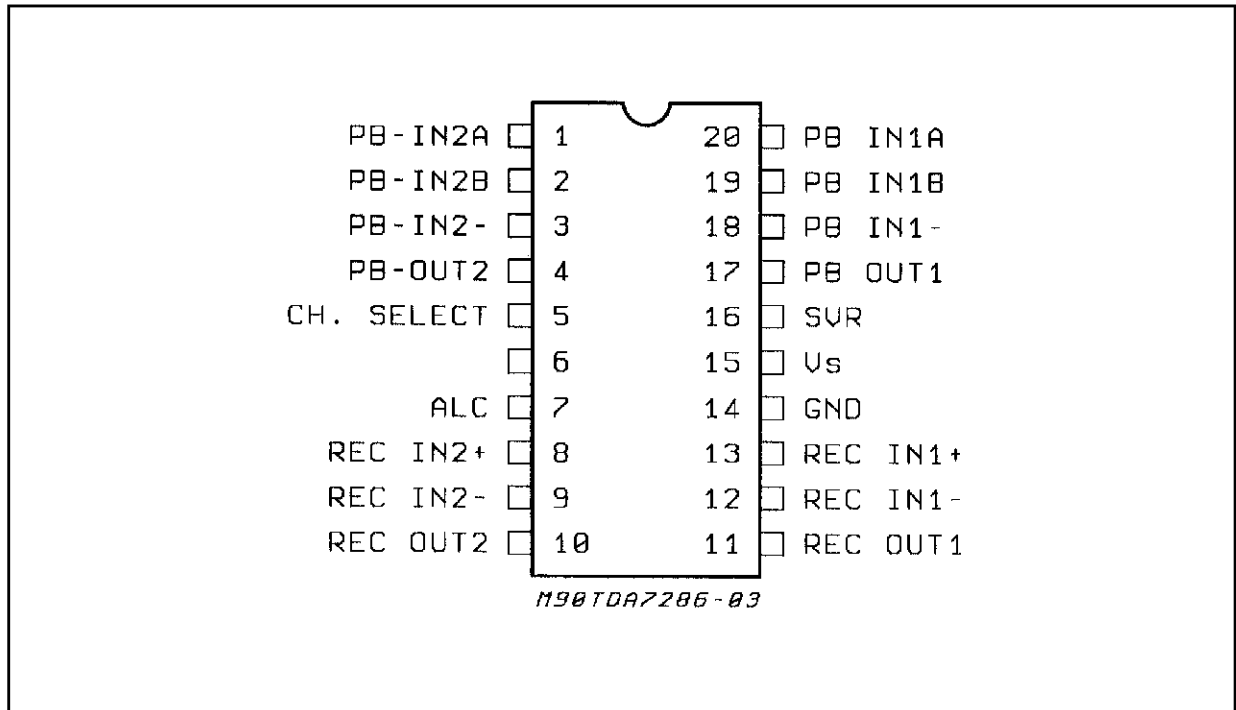 PB-IN2A 1 20 PB IN1A
PB-IN2B 2 19 PB IN1B
PB-IN2- 3 18 PB IN1-
PB-OUT2 4 17 PB OUT1
CH. SELECT 5 16 SVR
6 15 Vs
ALC 7 14 GND
REC IN2+ 8 13 REC IN1+
REC IN2- 9 12 REC IN1-
REC OUT2 10 11 REC OUT1
M90TDA7286-03